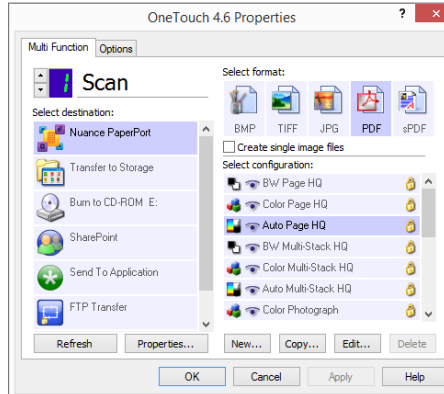 OneTouch 4.6 Properties
?
×
Multi Function
Options
1
Scan
Select destination:
Nuance PaperPort
Transfer to Storage
Burn to CD-ROM E:
SharePoint
Send To Application
FTP Transfer
Refresh
Properties...
Select format:
BMP
TIFF
JPG
PDF
sPDF
Create single image files
Select configuration:
BW Page HQ
Color Page HQ
Auto Page HQ
BW Multi-Stack HQ
Color Multi-Stack HQ
Auto Multi-Stack HQ
Color Photograph
New...
Copy...
Edit...
Delete
OK
Cancel
Apply
Help